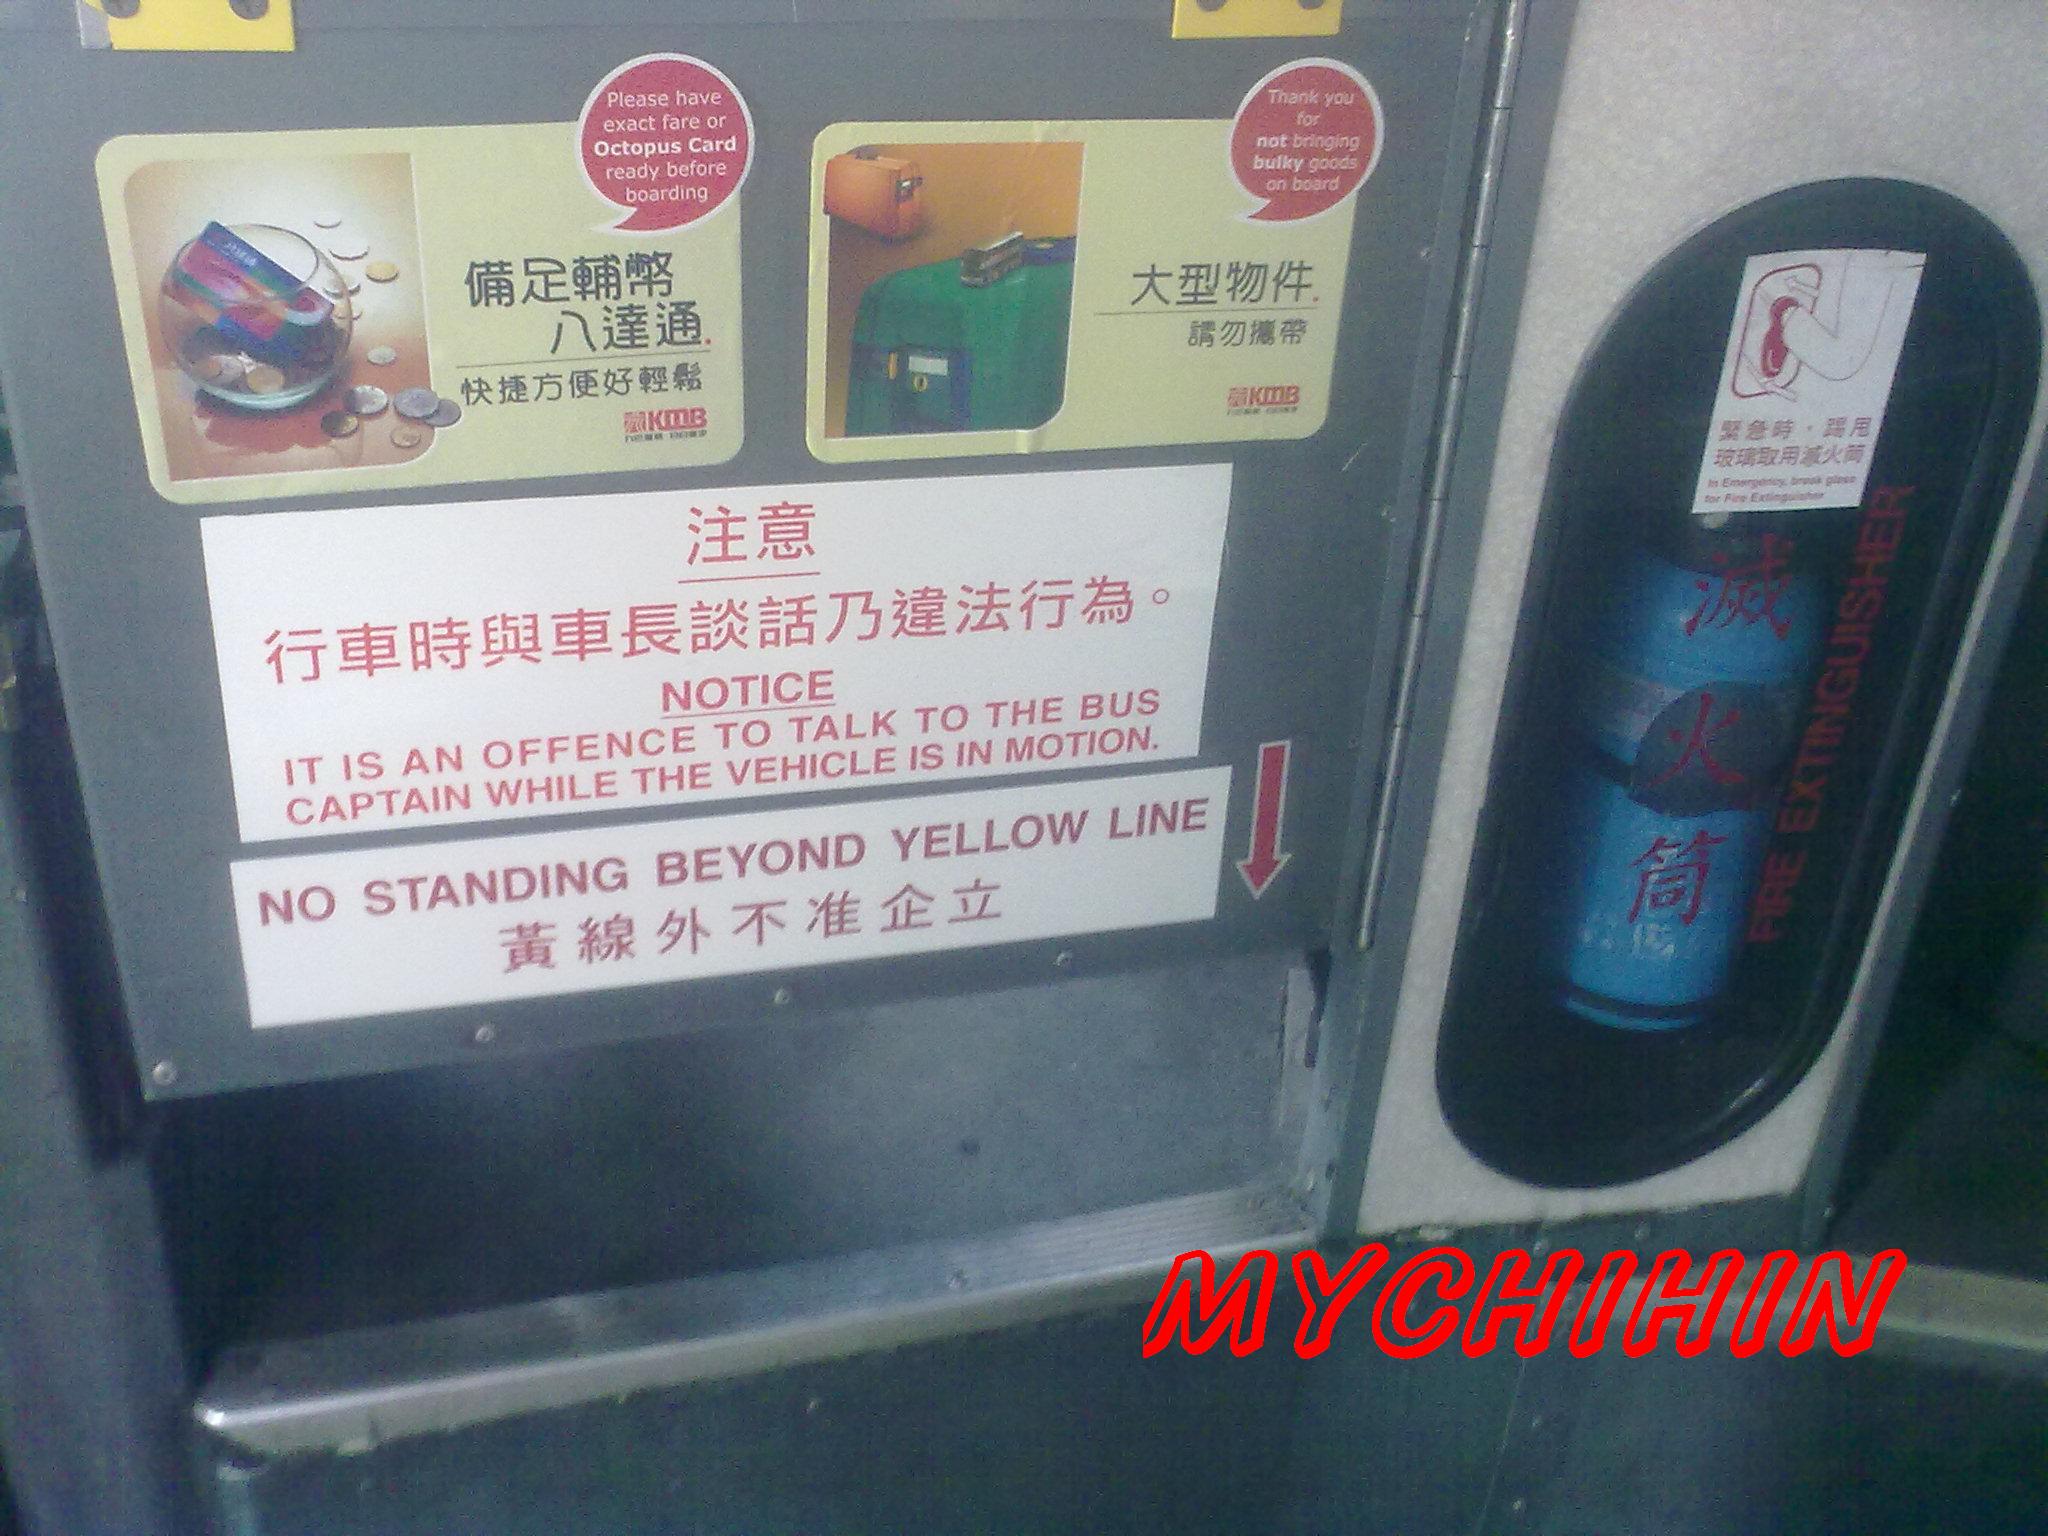 Please have
exact fare or
Octopus Card
ready before
boarding
備足輔幣
八達通.
快捷方便好輕鬆
KMB
Thank you
for
not bringing
bulky goods
on board
大型物件.
請勿攜帶
KMB
注意
行車時與車長談話乃違法行為。
NOTICE
IT IS AN OFFENCE TO TALK TO THE BUS
CAPTAIN WHILE THE VEHICLE IS IN MOTION.
NO STANDING BEYOND YELLOW LINE
黃線外不准企立
緊急時，踢甩
玻璃取用滅火筒
In Emergency, break glass
for Fire Extinguisher
滅火筒
FIRE EXTINGUISHER
MYCHIHIN